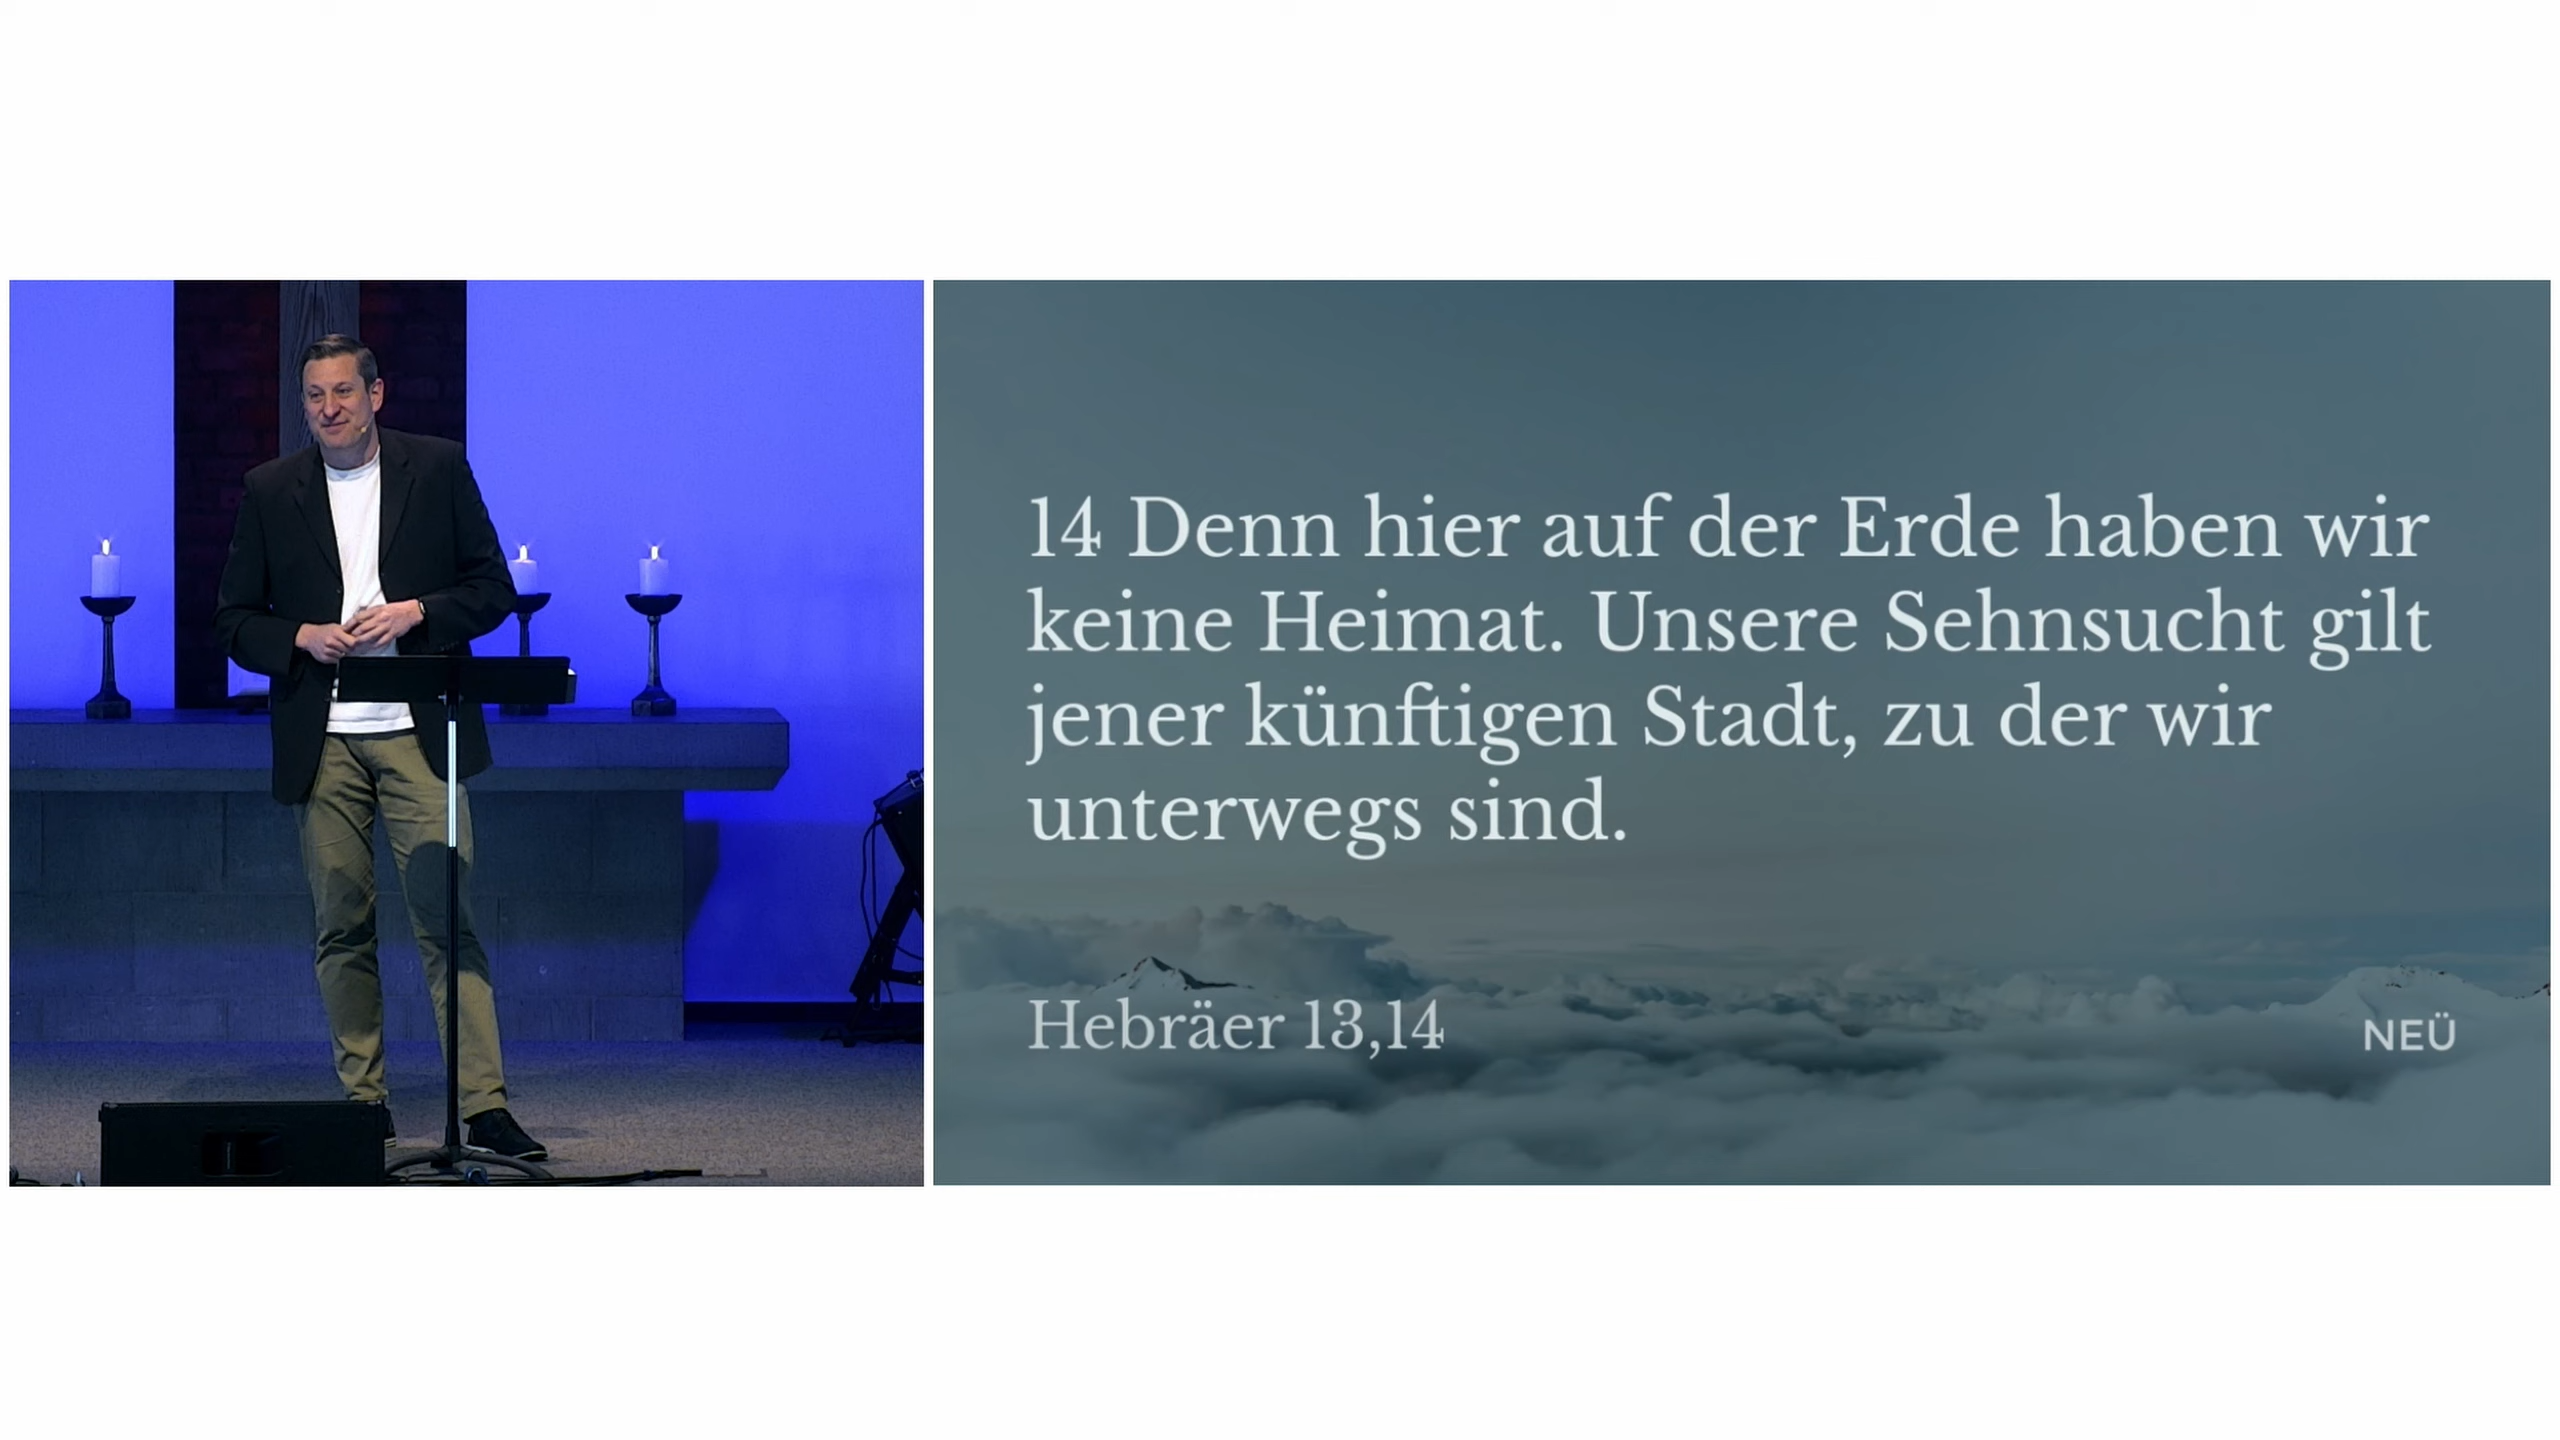 14 Denn hier auf der Erde haben wir
keine Heimat. Unsere Sehnsucht gilt
jener künftigen Stadt, zu der wir
unterwegs sind.
Hebräer 13,14
NEÜ